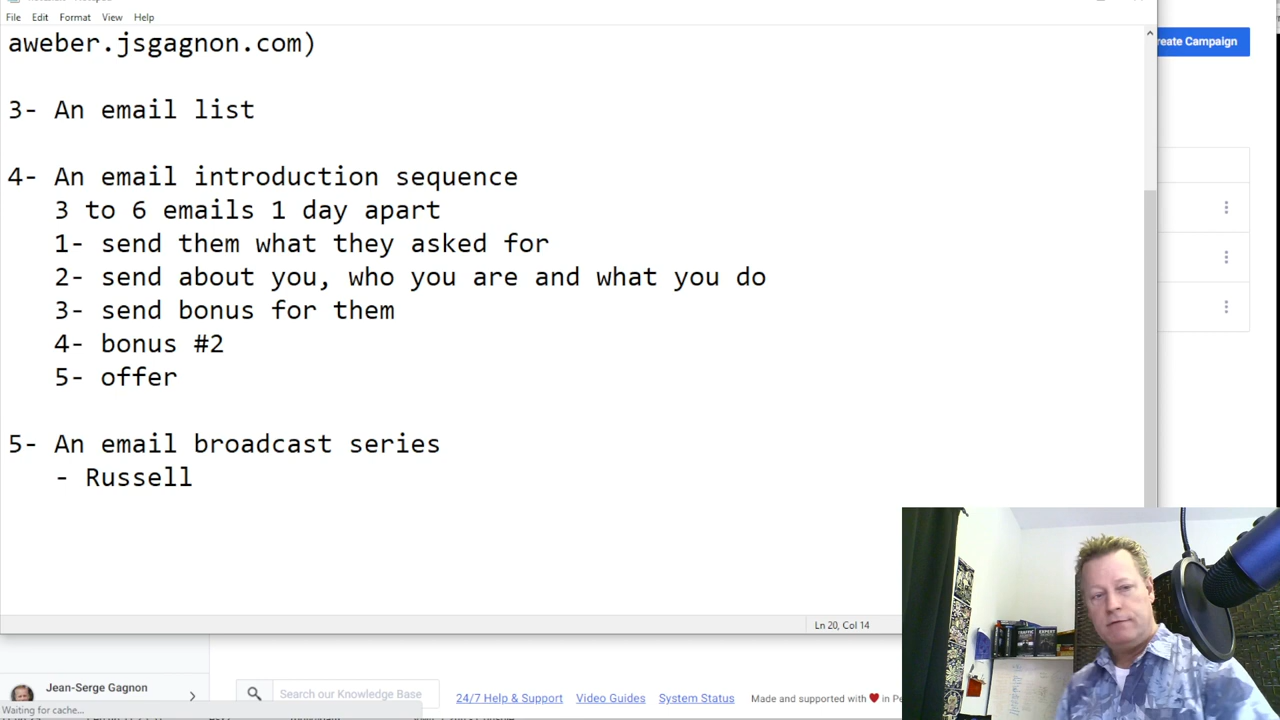 File Edit Format View Help
aweber.jsgagnon.com)
3- An email list
4- An email introduction sequence
3 to 6 emails 1 day apart
1- send them what they asked for
2- send about you, who you are and what you do
3- send bonus for them
4- bonus #2
5- offer
5- An email broadcast series
- Russell
Ln 20, Col 14
reate Campaign
TRAFFIC
EXPERT
Jean-Serge Gagnon
Search our Knowledge Base
24/7 Help & Support
Video Guides
System Status
Made and supported with
in Pe
Waiting for cache...